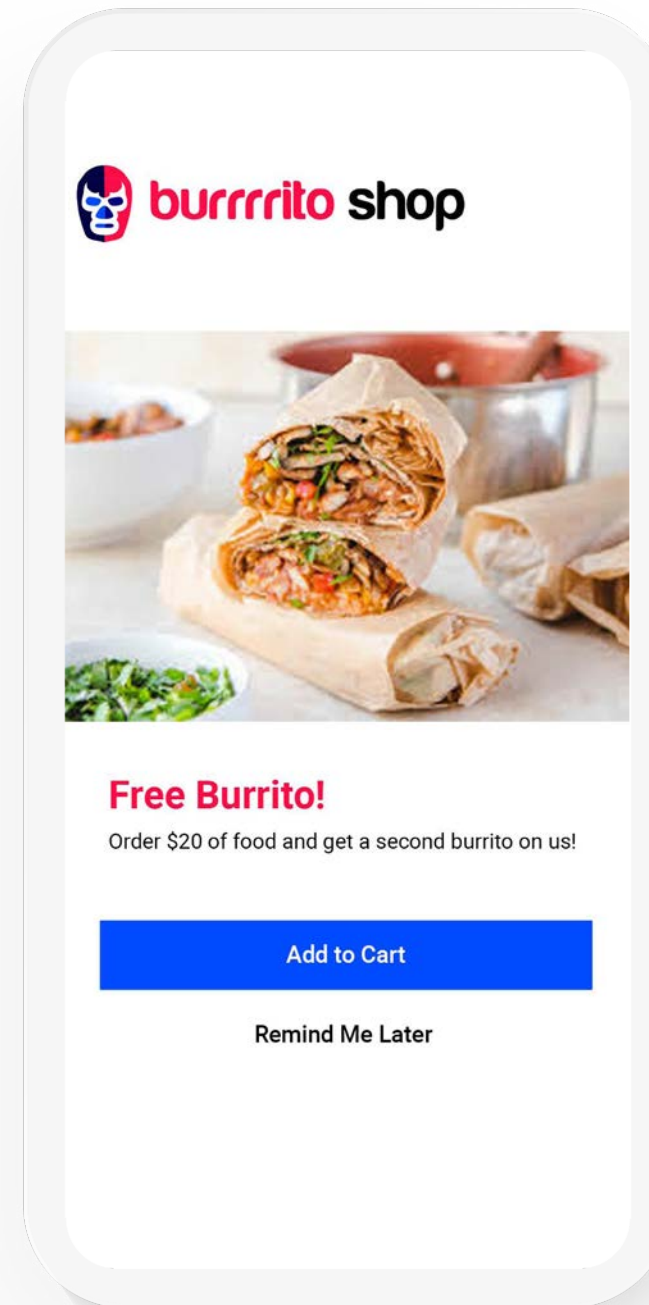 burrrrito shop
Free Burrito!
Order $20 of food and get a second burrito on us!
Add to Cart
Remind Me Later